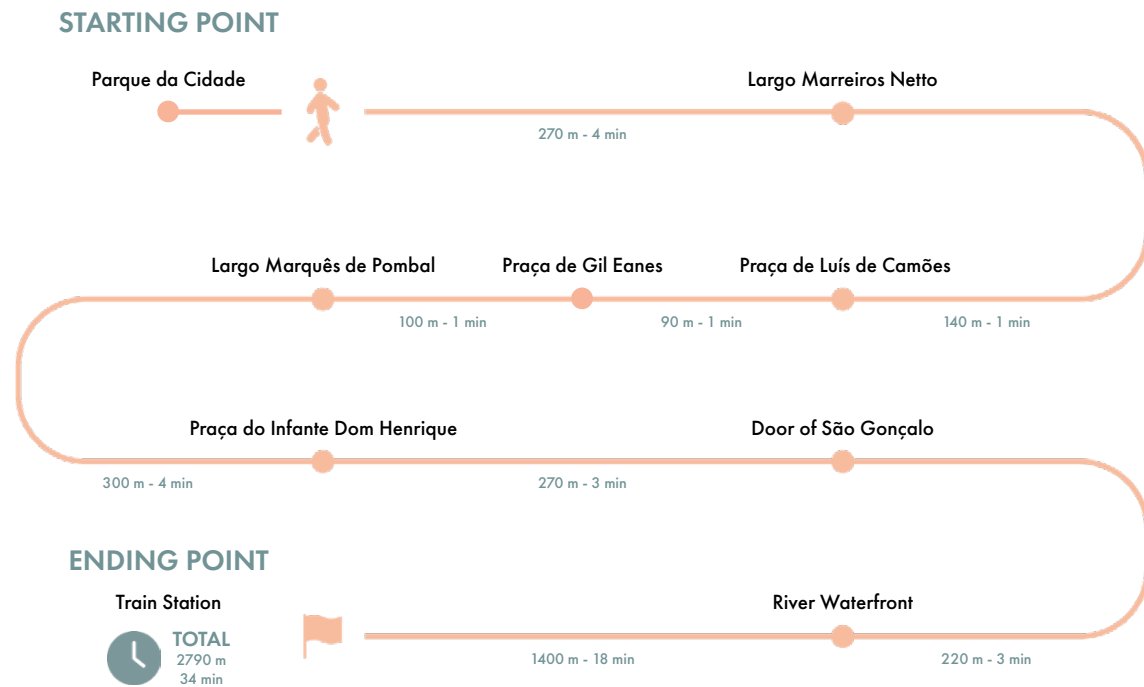 STARTING POINT
Parque da Cidade
Largo Marreiros Netto
270 m - 4 min
Largo Marquês de Pombal
Praça de Gil Eanes
Praça de Luís de Camões
100 m - 1 min
90 m - 1 min
140 m - 1 min
Praça do Infante Dom Henrique
Door of São Gonçalo
300 m - 4 min
270 m - 3 min
ENDING POINT
Train Station
River Waterfront
TOTAL
2790 m
34 min
1400 m - 18 min
220 m - 3 min